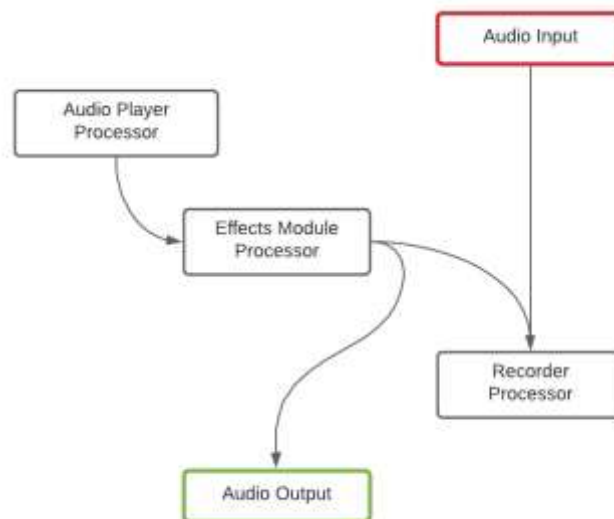 Audio Input
Audio Player
Processor
Effects Module
Processor
Recorder
Processor
Audio Output